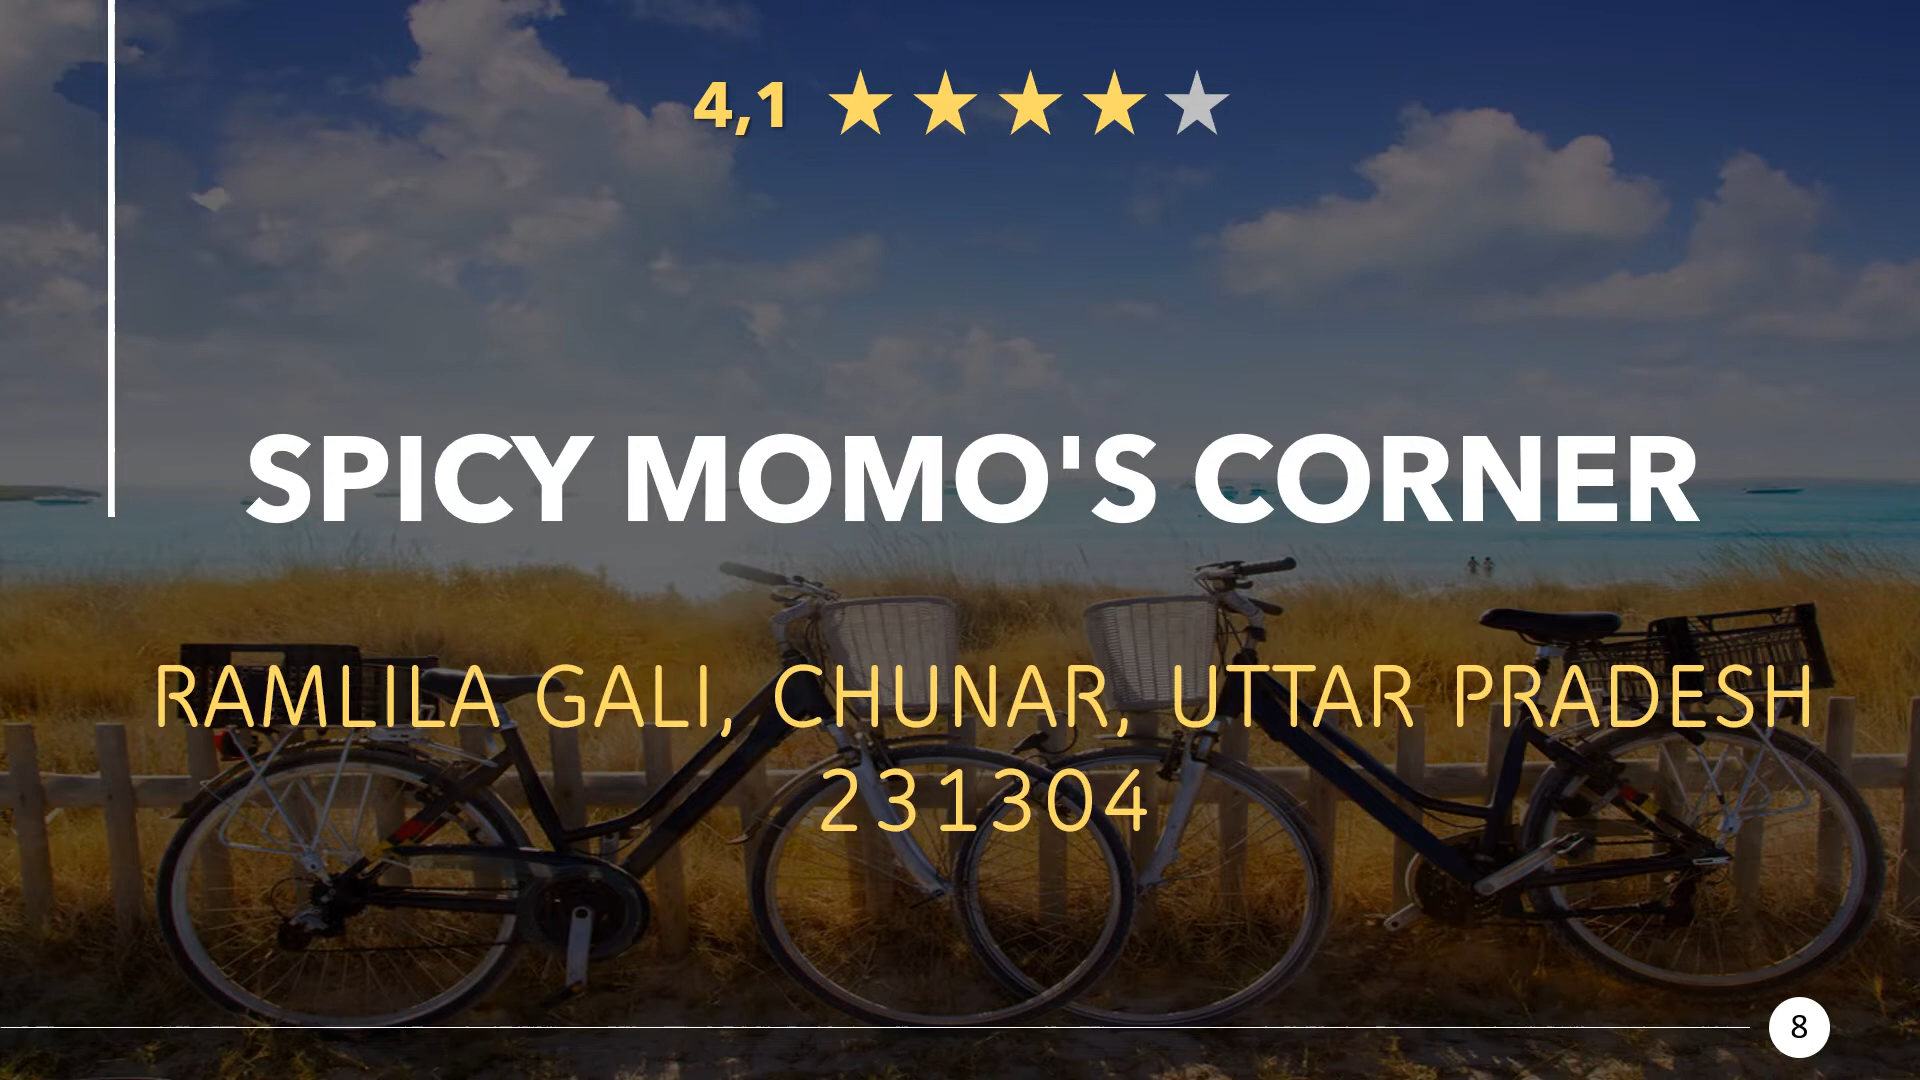 4,1
SPICY MOMO'S CORNER
RAMLILA GALI, CHUNAR, UTTAR PRADESH
231304
8